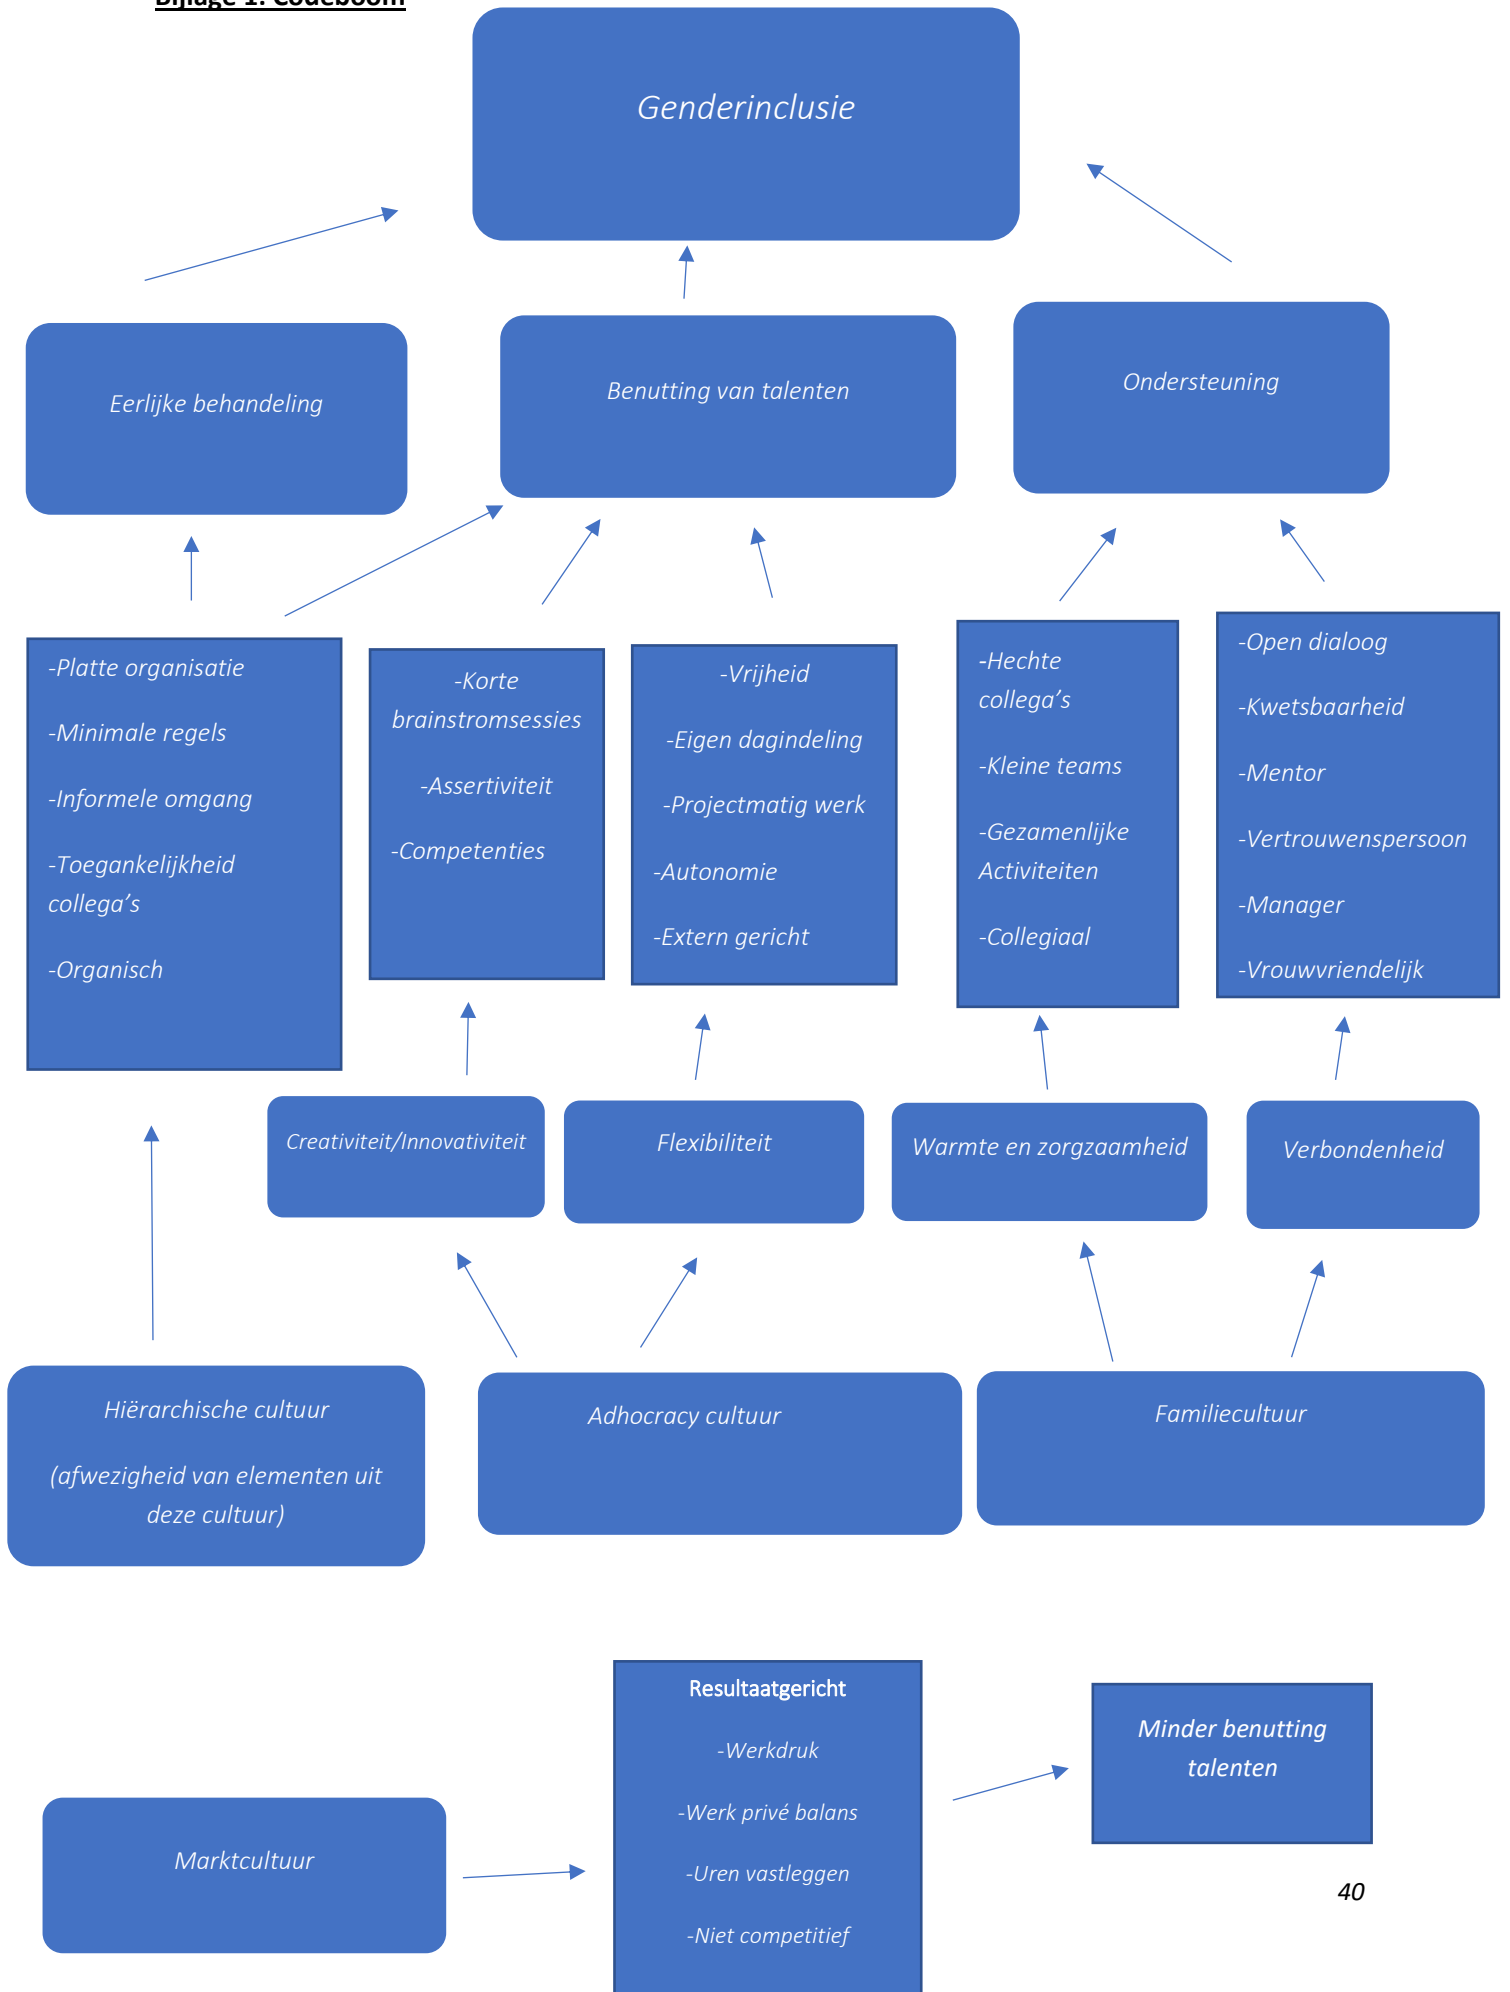 Bijlage 1: Codeboom
Genderinclusie
Eerlijke behandeling
Benutting van talenten
Ondersteuning
-Platte organisatie
-Minimale regels
-Informele omgang
-Toegankelijkheid
collega's
-Organisch
-Korte
brainstromsessies
-Assertiviteit
-Competenties
-Vrijheid
-Eigen dagindeling
-Projectmatig werk
-Autonomie
-Extern gericht
-Hechte
collega's
-Kleine teams
-Gezamenlijke
Activiteiten
-Collegiaal
-Open dialoog
-Kwetsbaarheid
-Mentor
-Vertrouwenspersoon
-Manager
-Vrouwvriendelijk
Creativiteit/Innovativiteit
Flexibiliteit
Warmte en zorgzaamheid
Verbondenheid
Hiërarchische cultuur
(afwezigheid van elementen uit
deze cultuur)
Adhocracy cultuur
Familiecultuur
Marktcultuur
Resultaatgericht
-Werkdruk
-Werk privé balans
-Uren vastleggen
-Niet competitief
Minder benutting
talenten
40